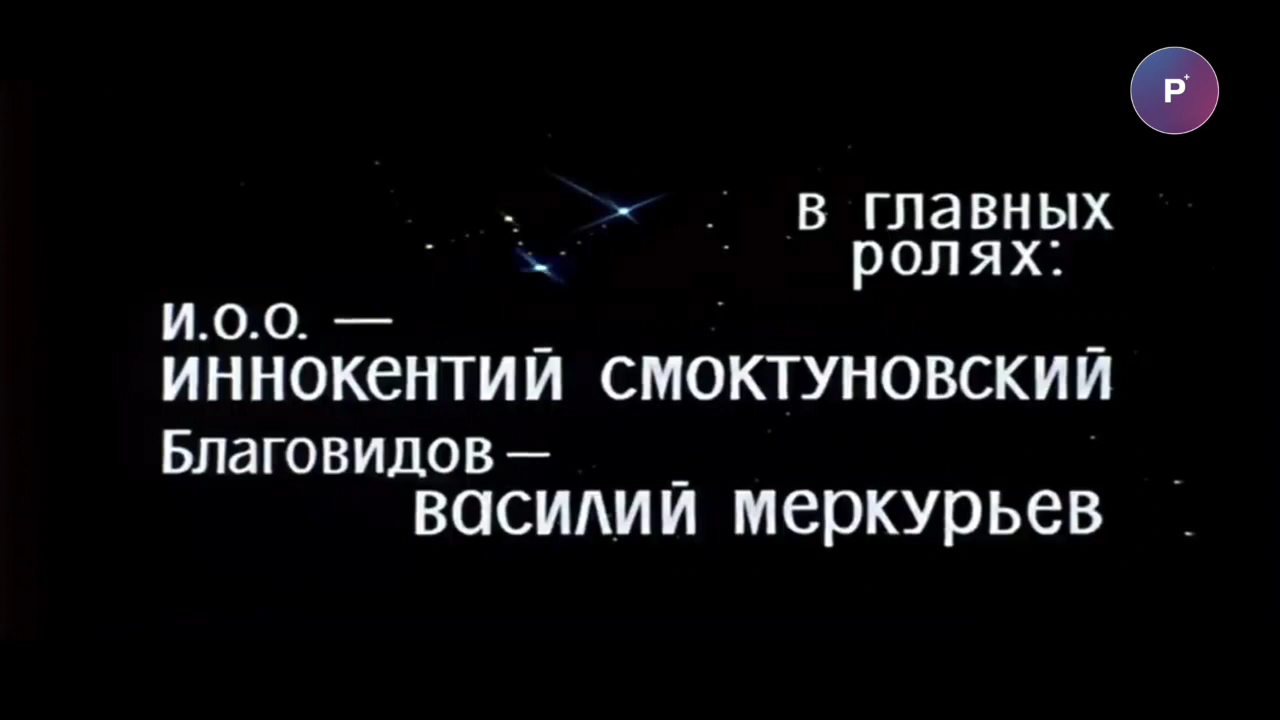 P+
в главных
ролях:
и.о.о. —
иннокентий смоктуновский
Благовидов —
василий меркурьев